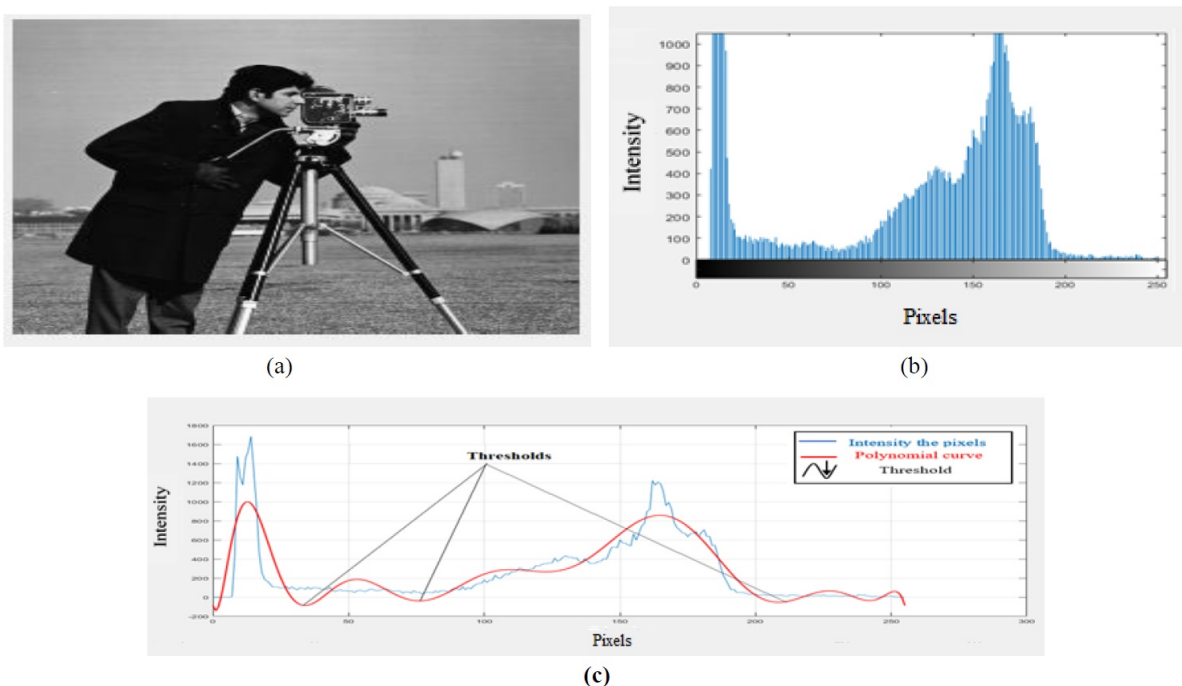 (a)
1000
900
800
700
600
500
400
300
200
100
0
Intensity
0 50 100 150 200 250
Pixels
(b)
1800
1600
1400
1200
1000
800
600
400
200
0
-200
Intensity
Thresholds
Intensity the pixels
Polynomial curve
Threshold
0 50 100 150 200 250 300
Pixels
(c)